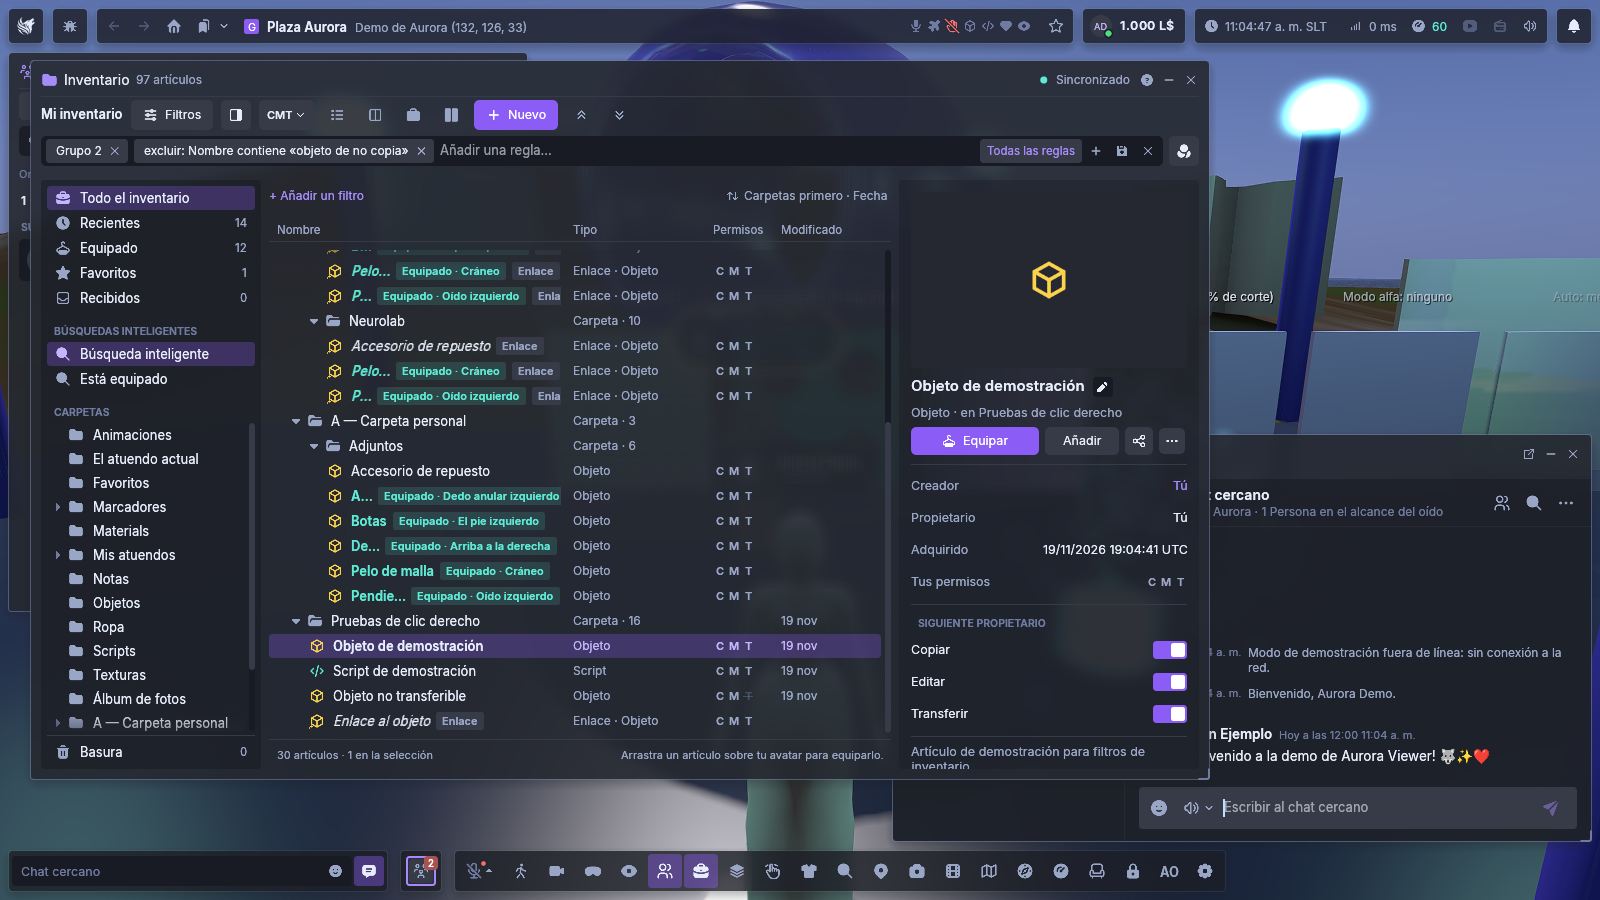 Plaza Aurora Demo de Aurora (132, 126, 33)
AD 1.000 L$
11:04:47 a. m. SLT 0 ms 60
Inventario 97 artículos
Sincronizado
Mi inventario Filtros CMT Nuevo
Grupo 2 excluir: Nombre contiene «objeto de no copia» Añadir una regla... Todas las reglas
Todo el inventario
Recientes 14
Equipado 12
Favoritos 1
Recibidos 0
BÚSQUEDAS INTELIGENTES
Búsqueda inteligente
Está equipado
CARPETAS
Animaciones
El atuendo actual
Favoritos
Marcadores
Materials
Mis atuendos
Notas
Objetos
Ropa
Scripts
Texturas
Álbum de fotos
A — Carpeta personal
Basura 0
+ Añadir un filtro Carpetas primero · Fecha
Nombre Tipo Permisos Modificado
Pelo... Equipado · Cráneo Enlace Enlace · Objeto C M T
P... Equipado · Oído izquierdo Enla Enlace · Objeto C M T
Neurolab Carpeta · 10
Accesorio de repuesto Enlace Enlace · Objeto C M T
Pelo... Equipado · Cráneo Enlace Enlace · Objeto C M T
P... Equipado · Oído izquierdo Enla Enlace · Objeto C M T
A — Carpeta personal Carpeta · 3
Adjuntos Carpeta · 6
Accesorio de repuesto Objeto C M T
A... Equipado · Dedo anular izquierdo Objeto C M T
Botas Equipado · El pie izquierdo Objeto C M T
De... Equipado · Arriba a la derecha Objeto C M T
Pelo de malla Equipado · Cráneo Objeto C M T
Pendie... Equipado · Oído izquierdo Objeto C M T
Pruebas de clic derecho Carpeta · 16 19 nov
Objeto de demostración Objeto C M T 19 nov
Script de demostración Script C M T 19 nov
Objeto no transferible Objeto C M T 19 nov
Enlace al objeto Enlace Enlace · Objeto C M T
30 artículos · 1 en la selección Arrastra un artículo sobre tu avatar para equiparlo.
Objeto de demostración
Objeto · en Pruebas de clic derecho
Equipar Añadir
Creador Tú
Propietario Tú
Adquirido 19/11/2026 19:04:41 UTC
Tus permisos C M T
SIGUIENTE PROPIETARIO
Copiar
Editar
Transferir
Artículo de demostración para filtros de
inventario
% de corte) Modo alfa: ninguno Auto: m
t cercano
Aurora · 1 Persona en el alcance del oído
a. m. Modo de demostración fuera de línea: sin conexión a la
red.
a. m. Bienvenido, Aurora Demo.
n Ejemplo Hoy a las 12:00 11:04 a. m.
venido a la demo de Aurora Viewer! 🐺✨❤️
Escribir al chat cercano
Chat cercano
2
AO